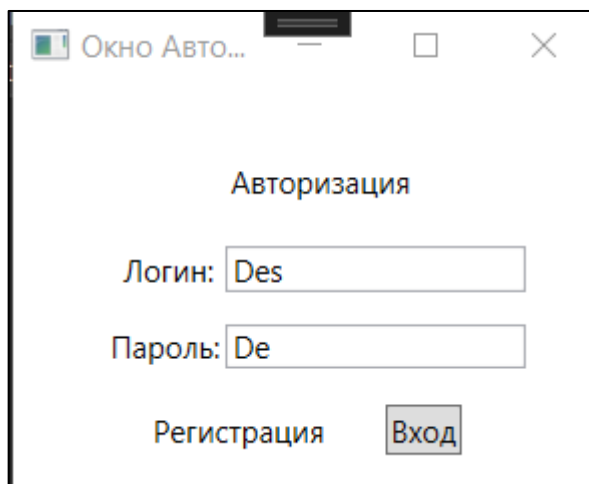 Окно Авто...
Авторизация
Логин: Des
Пароль: De
Регистрация Вход